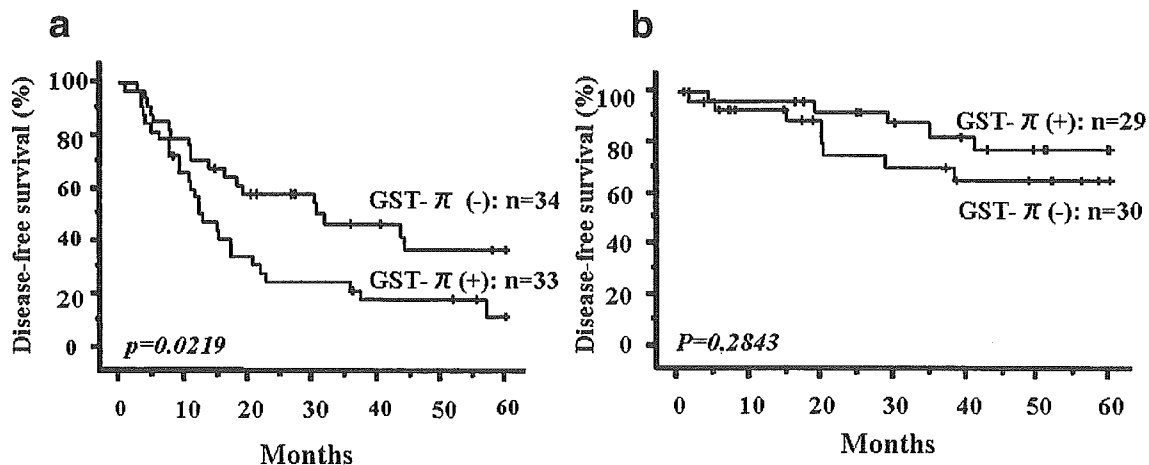 a
Disease-free survival (%)
100
80
60
40
20
0
GST- π (-): n=34
GST- π (+): n=33
p=0.0219
0 10 20 30 40 50 60
Months
b
Disease-free survival (%)
100
80
60
40
20
0
GST- π (+): n=29
GST- π (-): n=30
P=0.2843
0 10 20 30 40 50 60
Months